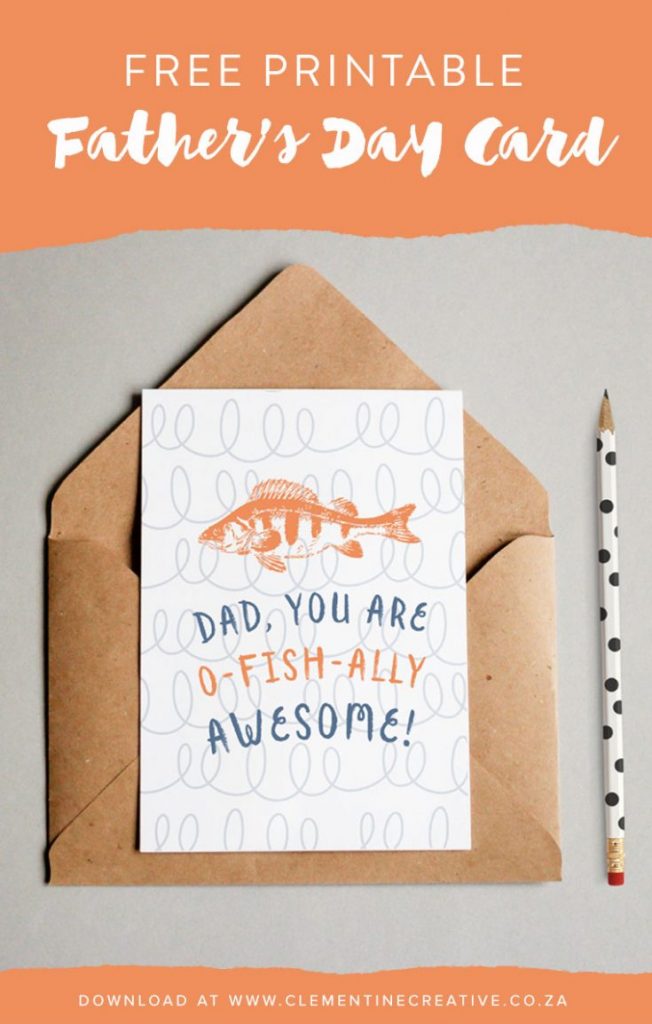 FREE PRINTABLE
Father's Day Card
DAD, YOU ARE
O-FISH-ALLY
AWESOME!
DOWNLOAD AT WWW.CLEMENTINECREATIVE.CO.ZA